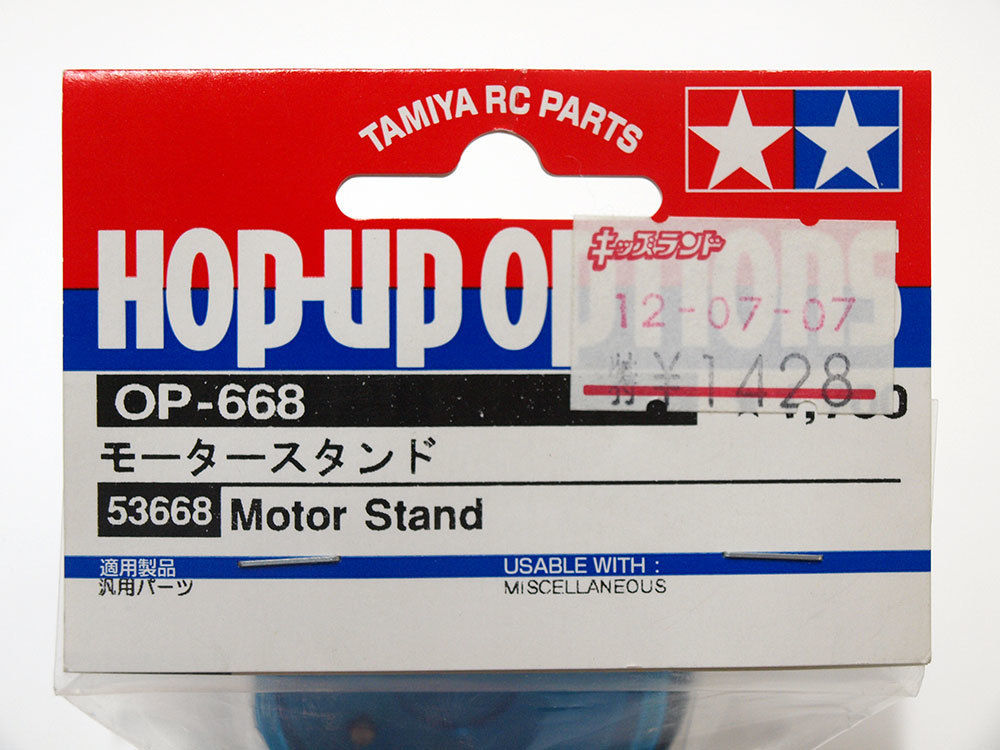 TAMIYA RC PARTS
HOP-UP OPTIONS
キッズランド
12-07-07
特¥1428
OP-668
モータースタンド
53668 Motor Stand
適用製品
汎用パーツ
USABLE WITH :
MISCELLANEOUS